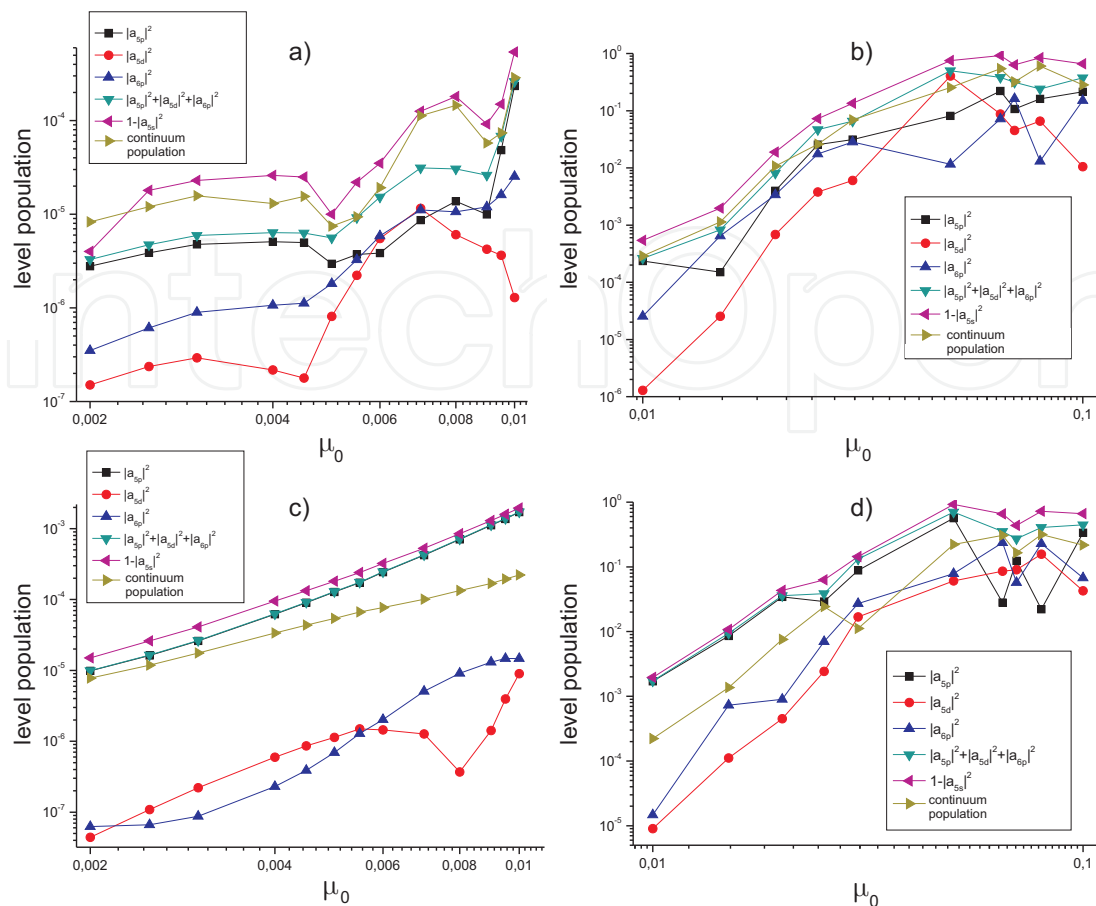 a)
|a5p|²
|a5d|²
|a6p|²
|a5p|²+|a5d|²+|a6p|²
1-|a5s|²
continuum
population
level population
10⁻⁴
10⁻⁵
10⁻⁶
10⁻⁷
0,002
0,004
0,006
0,008
0,01
μ₀
b)
|a5p|²
|a5d|²
|a6p|²
|a5p|²+|a5d|²+|a6p|²
1-|a5s|²
continuum
population
level population
10⁰
10⁻¹
10⁻²
10⁻³
10⁻⁴
10⁻⁵
10⁻⁶
0,01
0,1
μ₀
c)
|a5p|²
|a5d|²
|a6p|²
|a5p|²+|a5d|²+|a6p|²
1-|a5s|²
continuum
population
level population
10⁻³
10⁻⁴
10⁻⁵
10⁻⁶
10⁻⁷
0,002
0,004
0,006
0,008
0,01
μ₀
d)
|a5p|²
|a5d|²
|a6p|²
|a5p|²+|a5d|²+|a6p|²
1-|a5s|²
continuum
population
level population
10⁰
10⁻¹
10⁻²
10⁻³
10⁻⁴
10⁻⁵
0,01
0,1
μ₀
IntechOpen